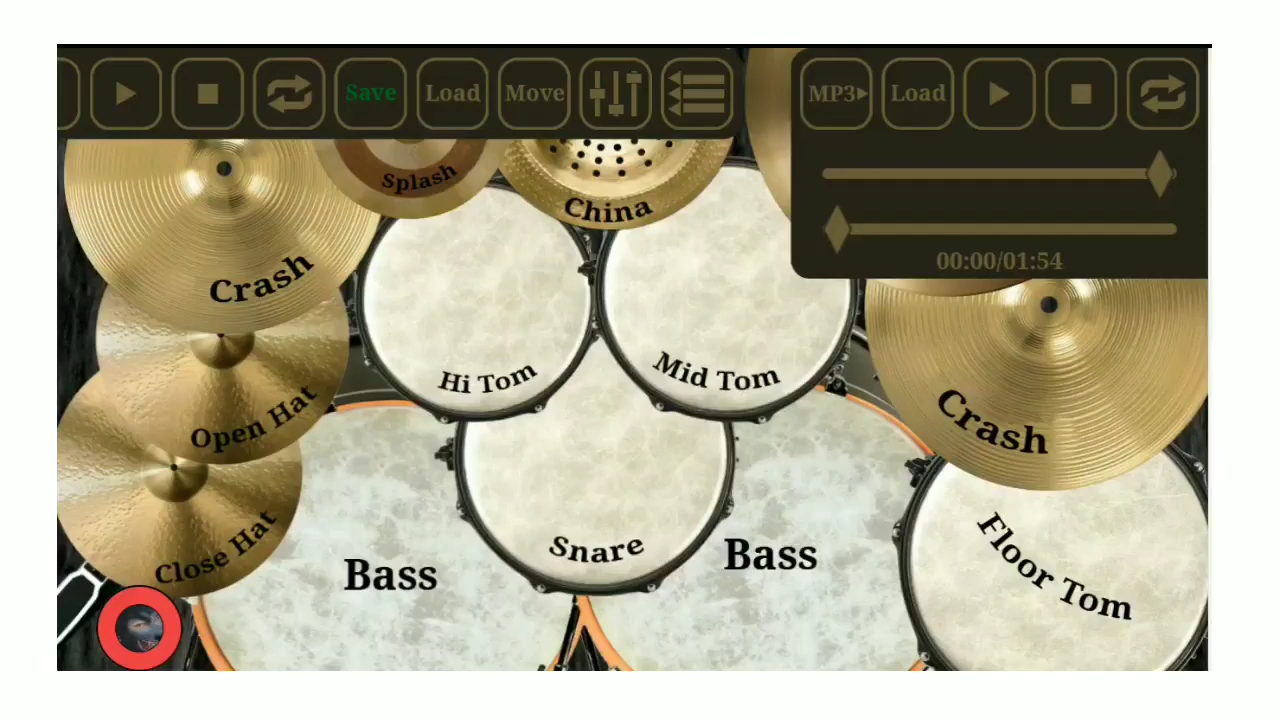 Save
Load
Move
MP3
Load
00:00/01:54
Splash
China
Crash
Hi Tom
Mid Tom
Open Hat
Crash
Close Hat
Snare
Bass
Bass
Floor Tom